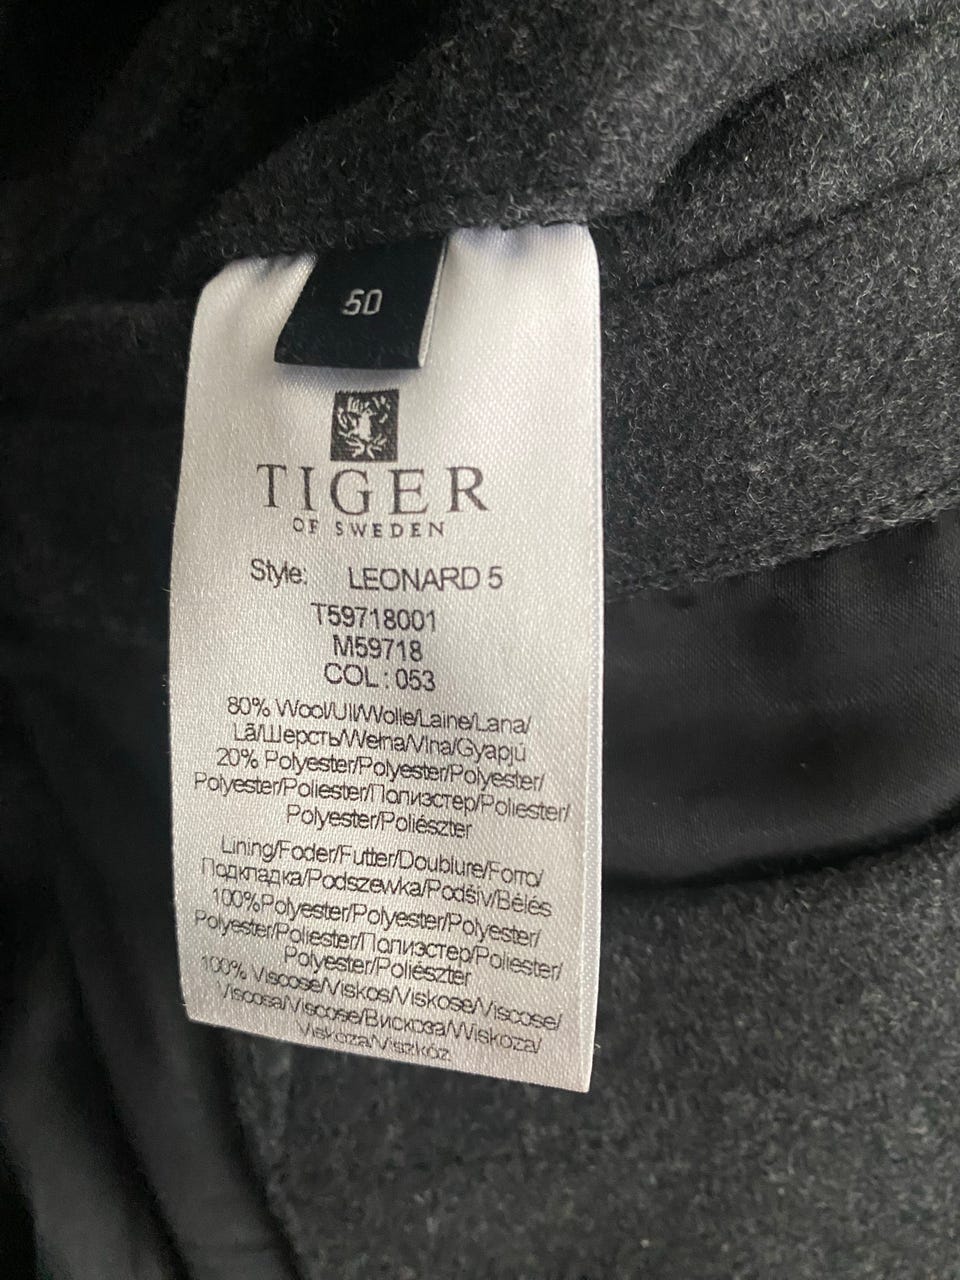 50
TIGER
OF SWEDEN
Style: LEONARD 5
T59718001
M59718
COL : 053
80% Wool/Ull/Wolle/Laine/Lana/
Lã/Шерсть/Wełna/Vlna/Gyapjú
20% Polyester/Polyester/Polyester/
Polyester/Poliester/Полиэстер/Poliester/
Polyester/Poliészter
Lining/Foder/Futter/Doublure/Forro/
Подкладка/Podszewka/Podšiv/Bélés
100%Polyester/Polyester/Polyester/
Polyester/Poliester/Полиэстер/Poliester/
Polyester/Poliészter
100% Viscose/Viskos/Viskose/Viscose/
Viscosa/Viscose/Вискоза/Wiskoza/
Viskoza/Viszkóz